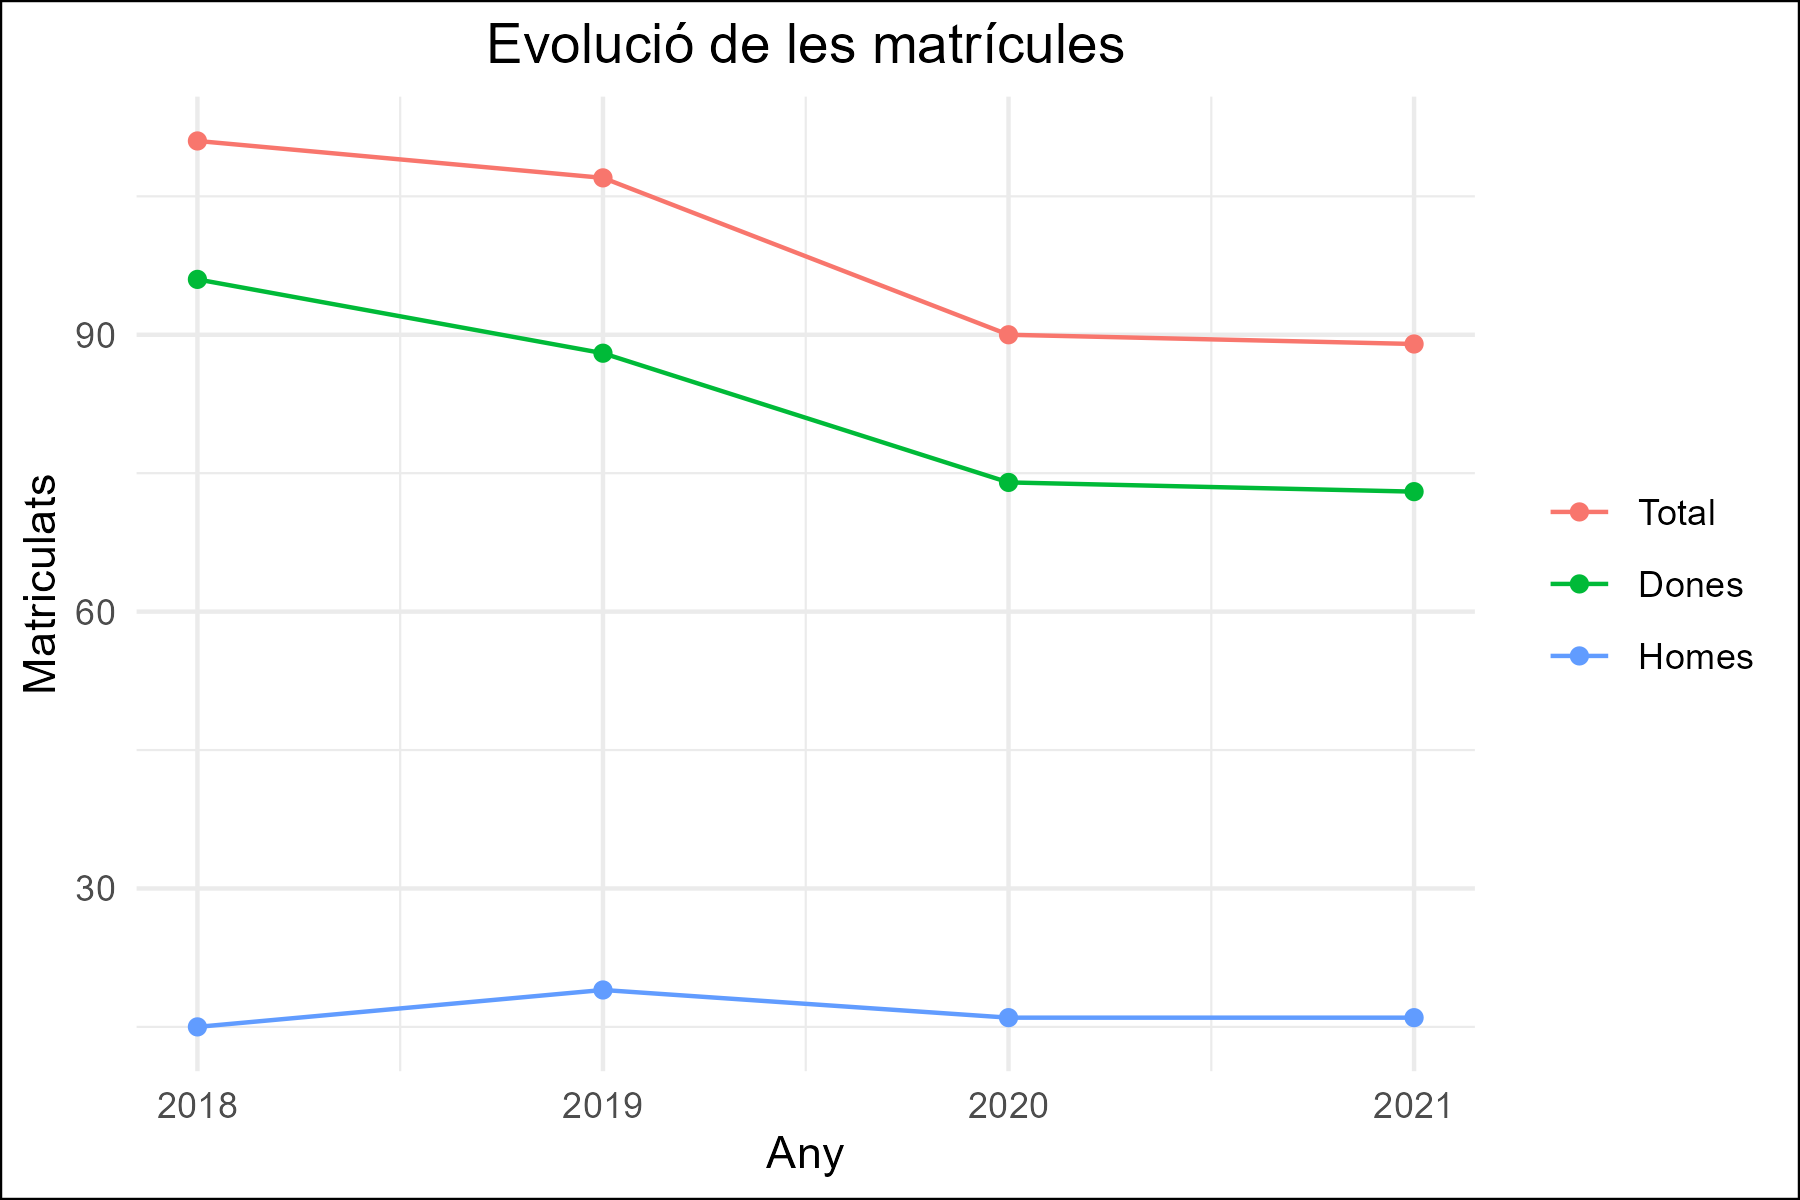 Evolució de les matrícules
Matriculats
90
60
30
2018
2019
2020
2021
Any
Total
Dones
Homes